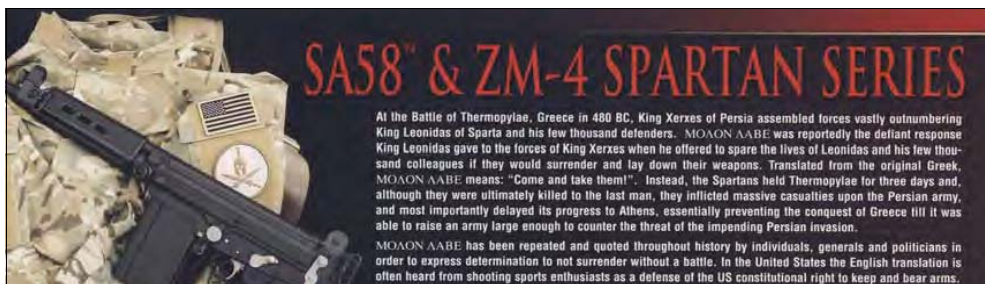 SA58™ & ZM-4 SPARTAN SERIES
At the Battle of Thermopylae, Greece in 480 BC, King Xerxes of Persia assembled forces vastly outnumbering
King Leonidas of Sparta and his few thousand defenders. ΜΟΛΟΝ ΛΑΒΕ was reportedly the defiant response
King Leonidas gave to the forces of King Xerxes when he offered to spare the lives of Leonidas and his few thou-
sand colleagues if they would surrender and lay down their weapons. Translated from the original Greek,
ΜΟΛΟΝ ΛΑΒΕ means: "Come and take them!". Instead, the Spartans held Thermopylae for three days and,
although they were ultimately killed to the last man, they inflicted massive casualties upon the Persian army,
and most importantly delayed its progress to Athens, essentially preventing the conquest of Greece till it was
able to raise an army large enough to counter the threat of the impending Persian invasion.
ΜΟΛΟΝ ΛΑΒΕ has been repeated and quoted throughout history by individuals, generals and politicians in
order to express determination to not surrender without a battle. In the United States the English translation is
often heard from shooting sports enthusiasts as a defense of the US constitutional right to keep and bear arms.